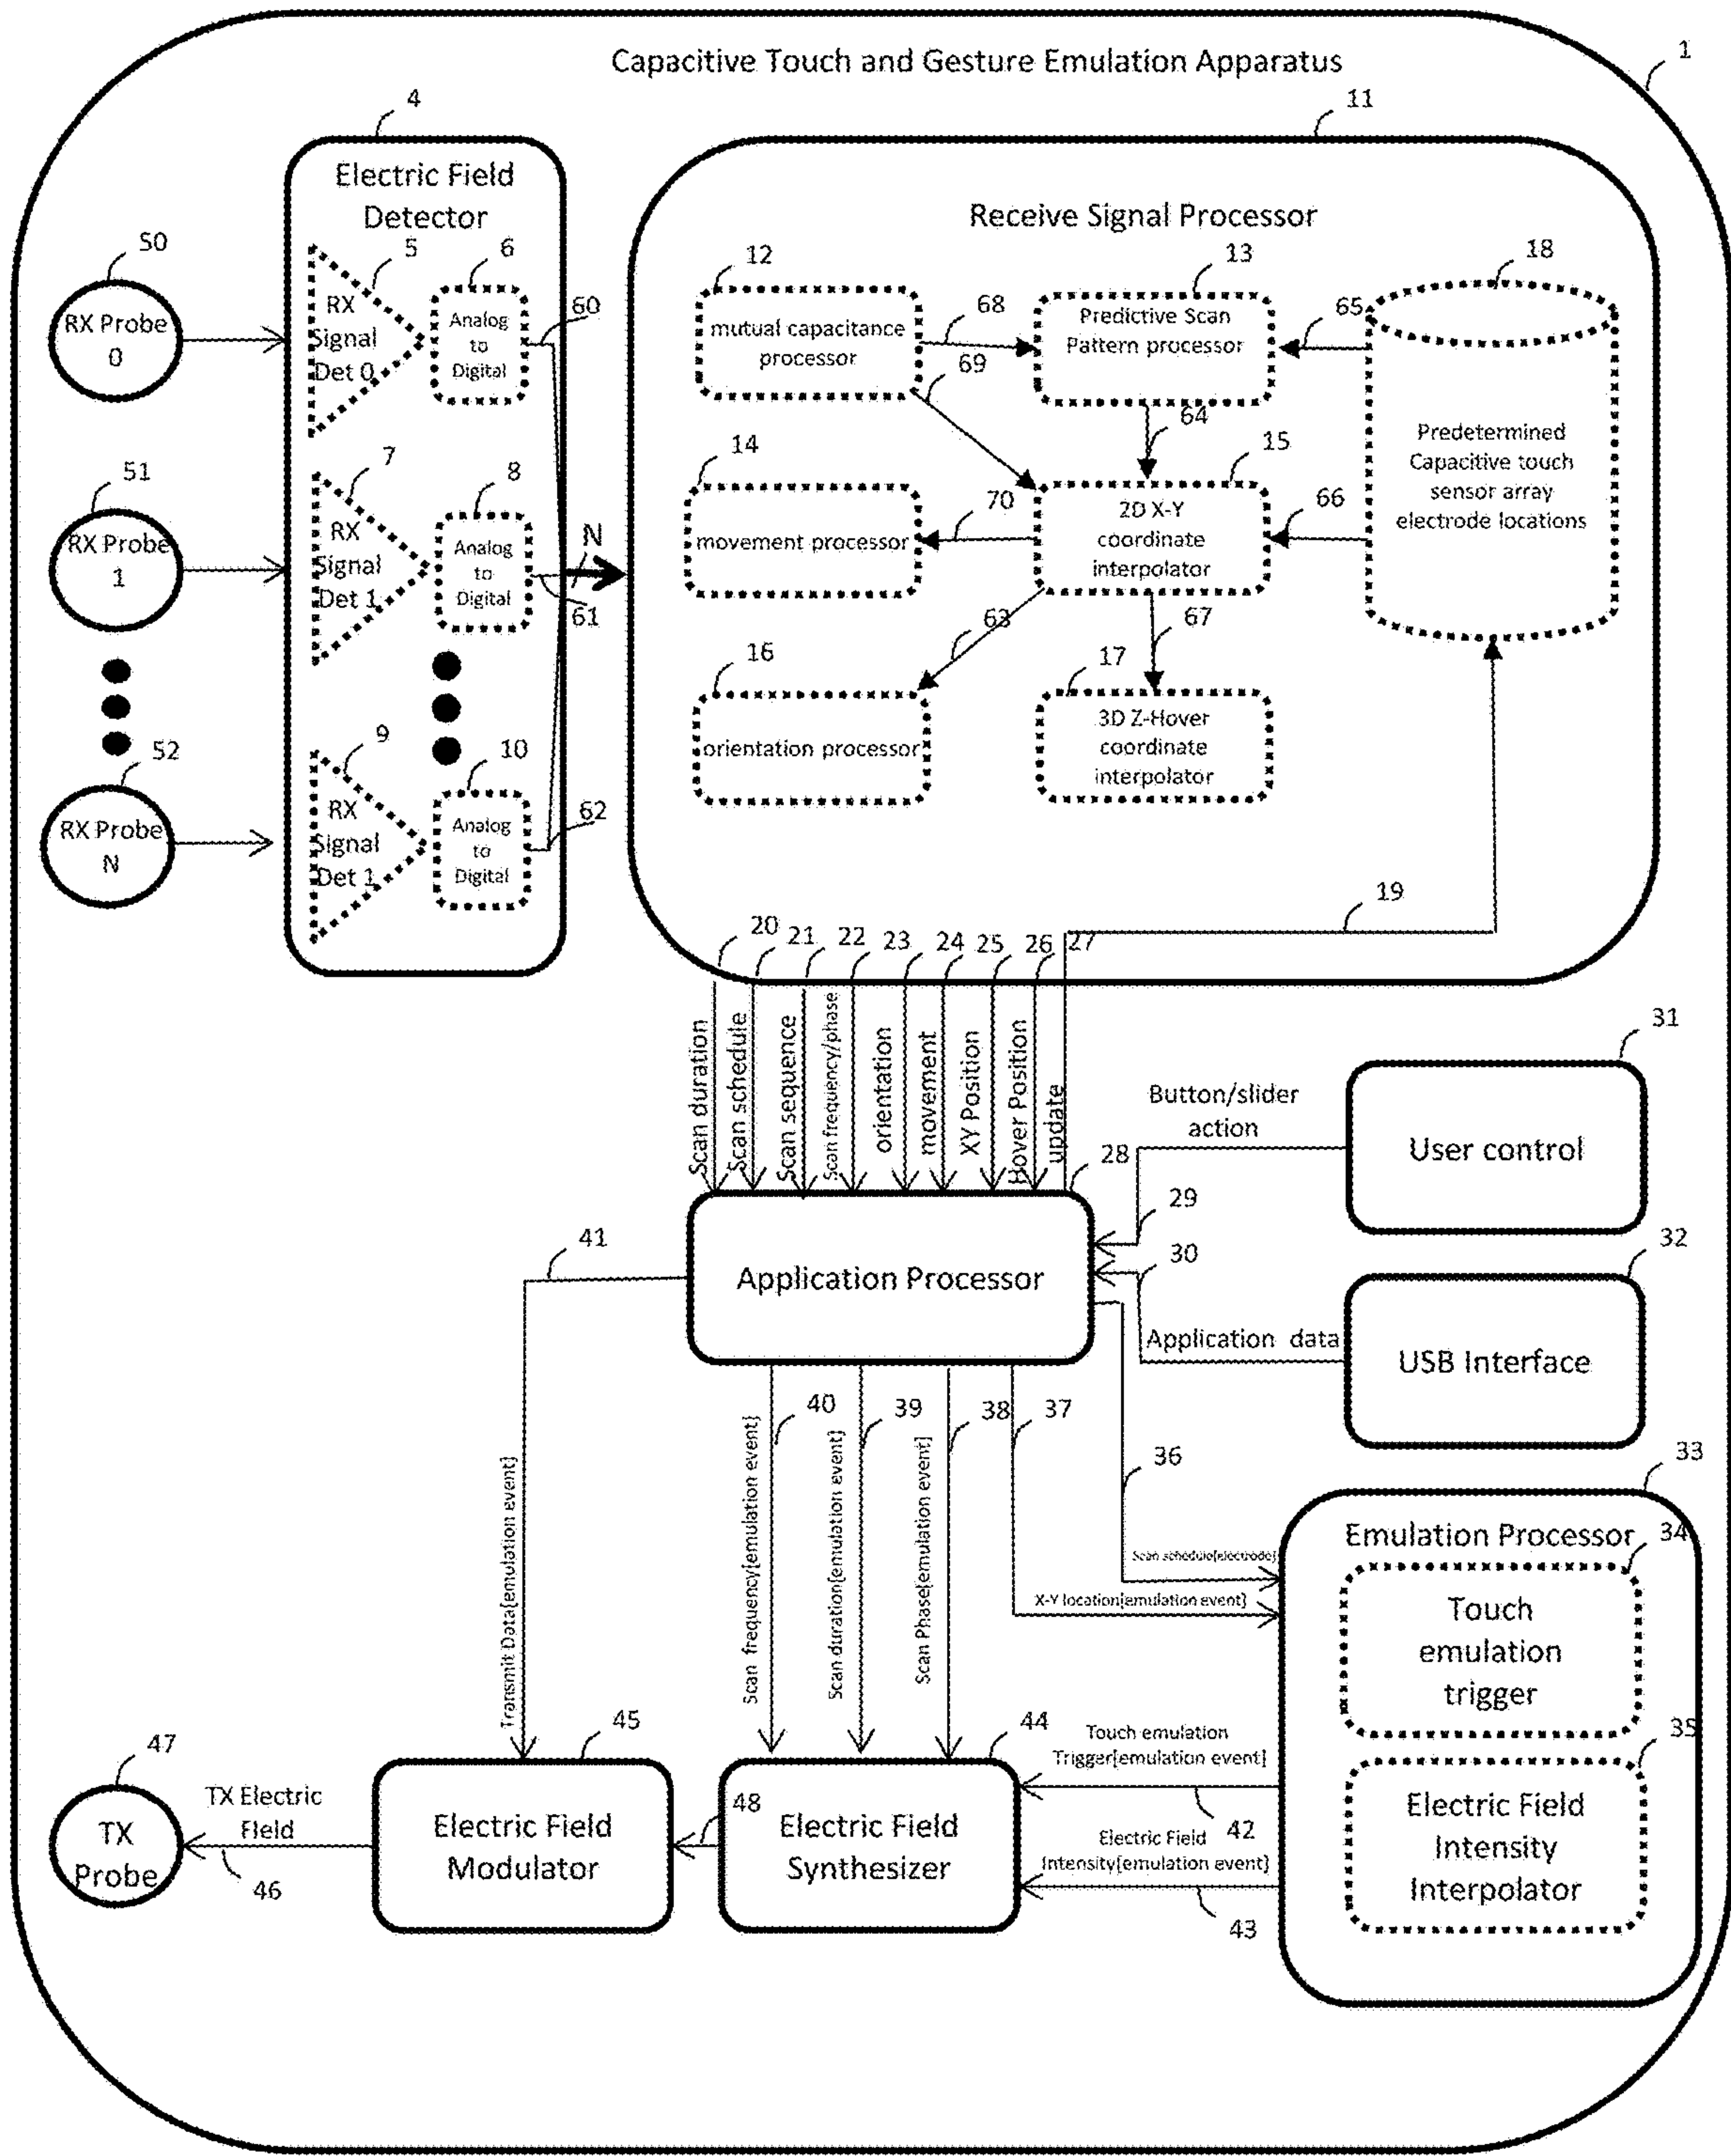 Capacitive Touch and Gesture Emulation Apparatus
1
4
11
Electric Field
Detector
Receive Signal Processor
50
RX Probe
0
5
RX
Signal
Det 0
6
Analog
to
Digital
60
51
RX Probe
1
7
RX
Signal
Det 1
8
Analog
to
Digital
61
N
52
RX Probe
N
9
RX
Signal
Det 1
10
Analog
to
Digital
62
12
mutual capacitance
processor
68
69
13
Predictive Scan
Pattern processor
65
18
Predetermined
Capacitive touch
sensor array
electrode locations
64
14
movement processor
70
15
2D X-Y
coordinate
interpolator
66
63
67
16
orientation processor
17
3D Z-Hover
coordinate
interpolator
19
20
21
22
23
24
25
26
27
Scan duration
Scan schedule
Scan sequence
Scan frequency/phase
orientation
movement
XY Position
Hover Position
update
28
Application Processor
Button/slider
action
29
31
User control
30
Application data
32
USB Interface
41
40
39
38
37
36
Transmit Data[emulation event]
Scan frequency[emulation event]
Scan duration[emulation event]
Scan Phase[emulation event]
Scan schedule[electrode]
X-Y location[emulation event]
33
Emulation Processor
34
Touch
emulation
trigger
35
Electric Field
Intensity
Interpolator
47
TX
Probe
TX Electric
Field
46
45
Electric Field
Modulator
48
44
Electric Field
Synthesizer
Touch emulation
Trigger[emulation event]
42
Electric Field
Intensity[emulation event]
43